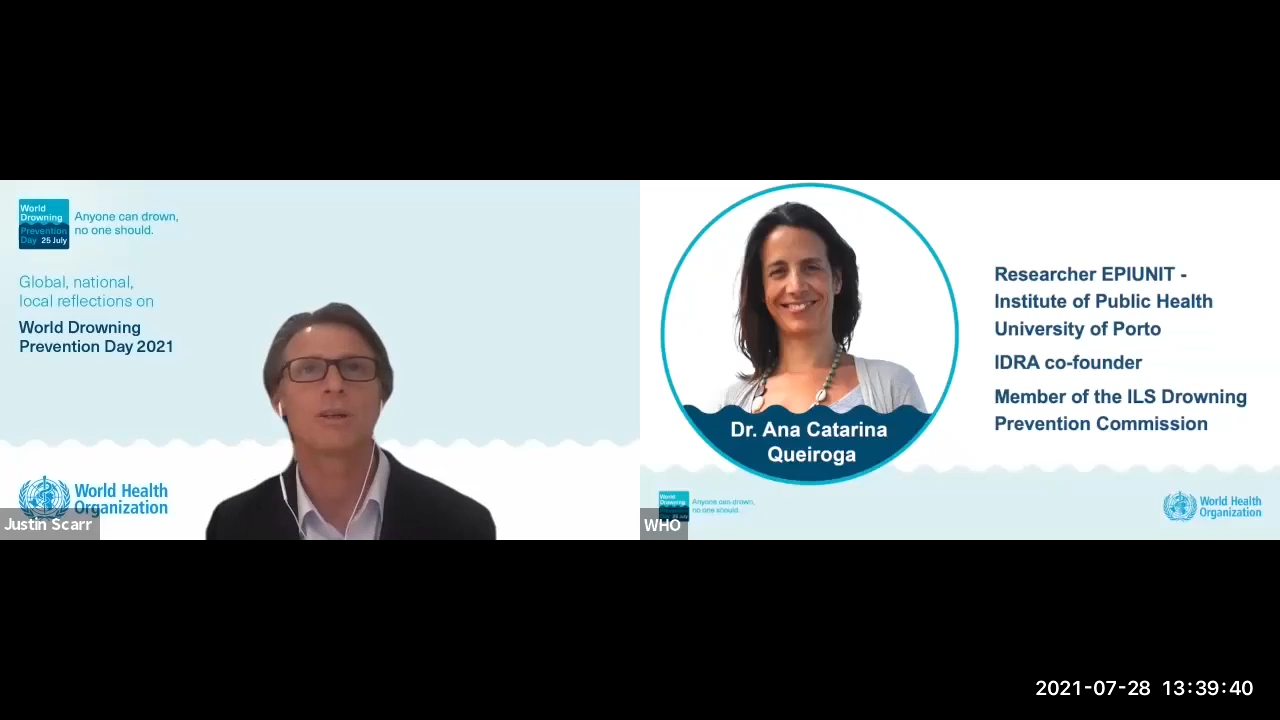 World
Drowning
Prevention
Day 25 July
Anyone can drown,
no one should.
Global, national,
local reflections on
World Drowning
Prevention Day 2021
World Health
Organization
Justin Scarr
Dr. Ana Catarina
Queiroga
Researcher EPIUNIT -
Institute of Public Health
University of Porto
IDRA co-founder
Member of the ILS Drowning
Prevention Commission
World
Drowning
Anyone can drown,
no one should.
WHO
World Health
Organization
2021-07-28 13:39:40